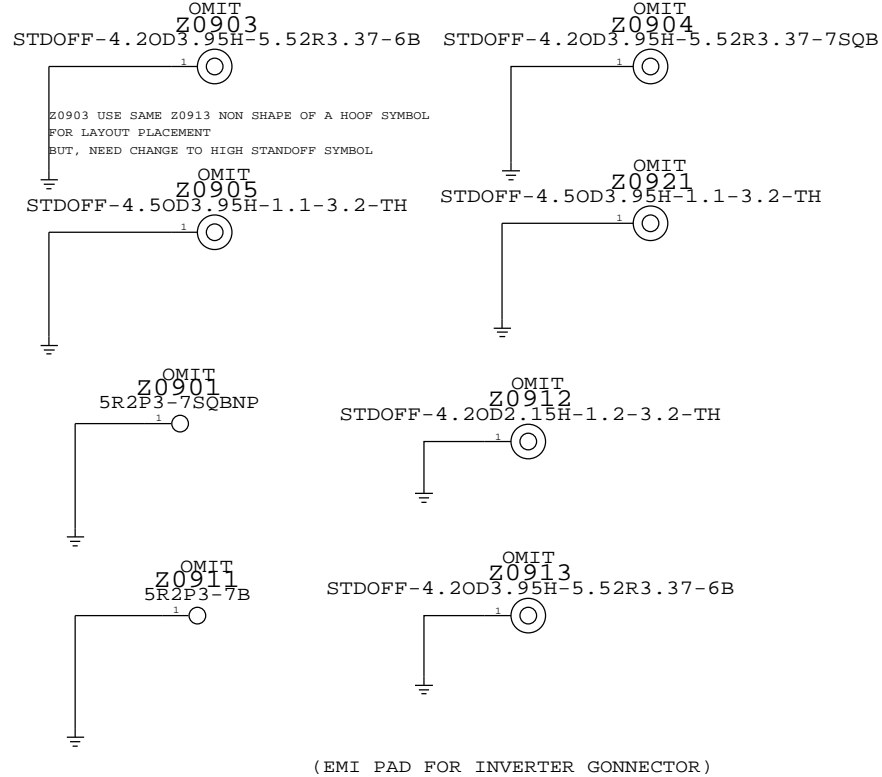 OMIT
Z0903
STDOFF-4.2OD3.95H-5.52R3.37-6B
1
Z0903 USE SAME Z0913 NON SHAPE OF A HOOF SYMBOL
FOR LAYOUT PLACEMENT
BUT, NEED CHANGE TO HIGH STANDOFF SYMBOL
OMIT
Z0904
STDOFF-4.2OD3.95H-5.52R3.37-7SQB
1
OMIT
Z0905
STDOFF-4.5OD3.95H-1.1-3.2-TH
1
OMIT
Z0921
STDOFF-4.5OD3.95H-1.1-3.2-TH
1
OMIT
Z0901
5R2P3-7SQBNP
1
OMIT
Z0912
STDOFF-4.2OD2.15H-1.2-3.2-TH
1
OMIT
Z0911
5R2P3-7B
1
OMIT
Z0913
STDOFF-4.2OD3.95H-5.52R3.37-6B
1
(EMI PAD FOR INVERTER GONNECTOR)